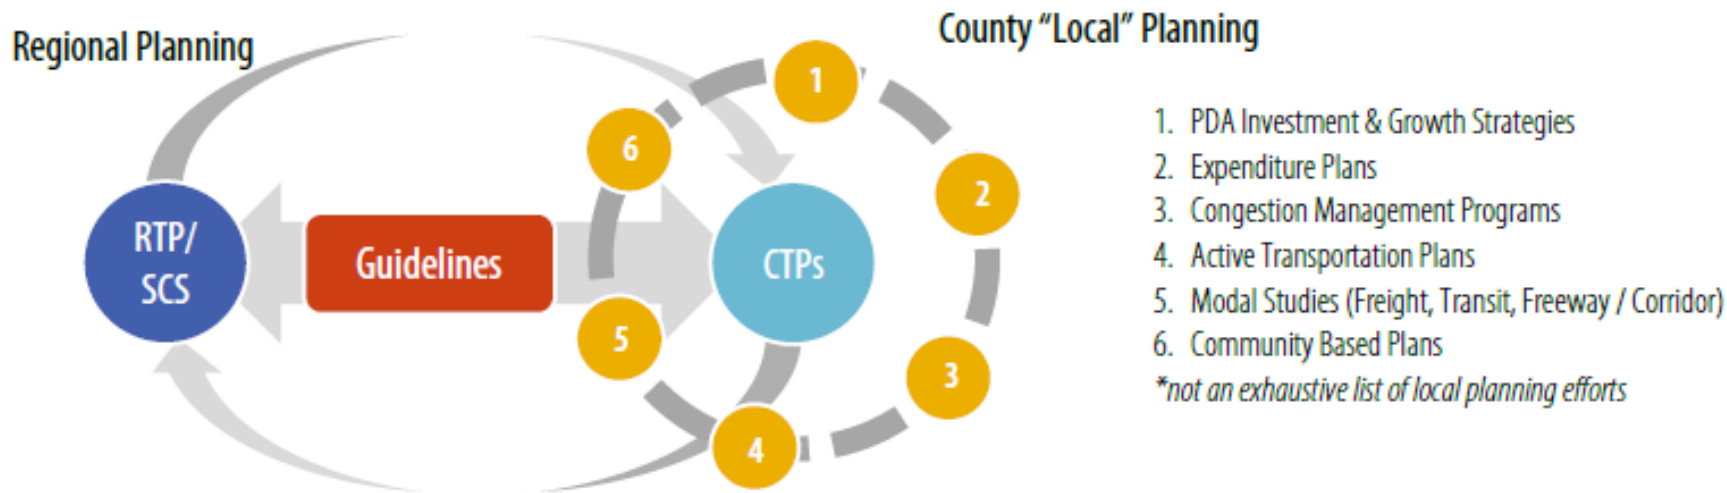 Regional Planning
County “Local” Planning
RTP/
SCS
Guidelines
CTPs
1
2
3
4
5
6
1. PDA Investment & Growth Strategies
2. Expenditure Plans
3. Congestion Management Programs
4. Active Transportation Plans
5. Modal Studies (Freight, Transit, Freeway / Corridor)
6. Community Based Plans
*not an exhaustive list of local planning efforts